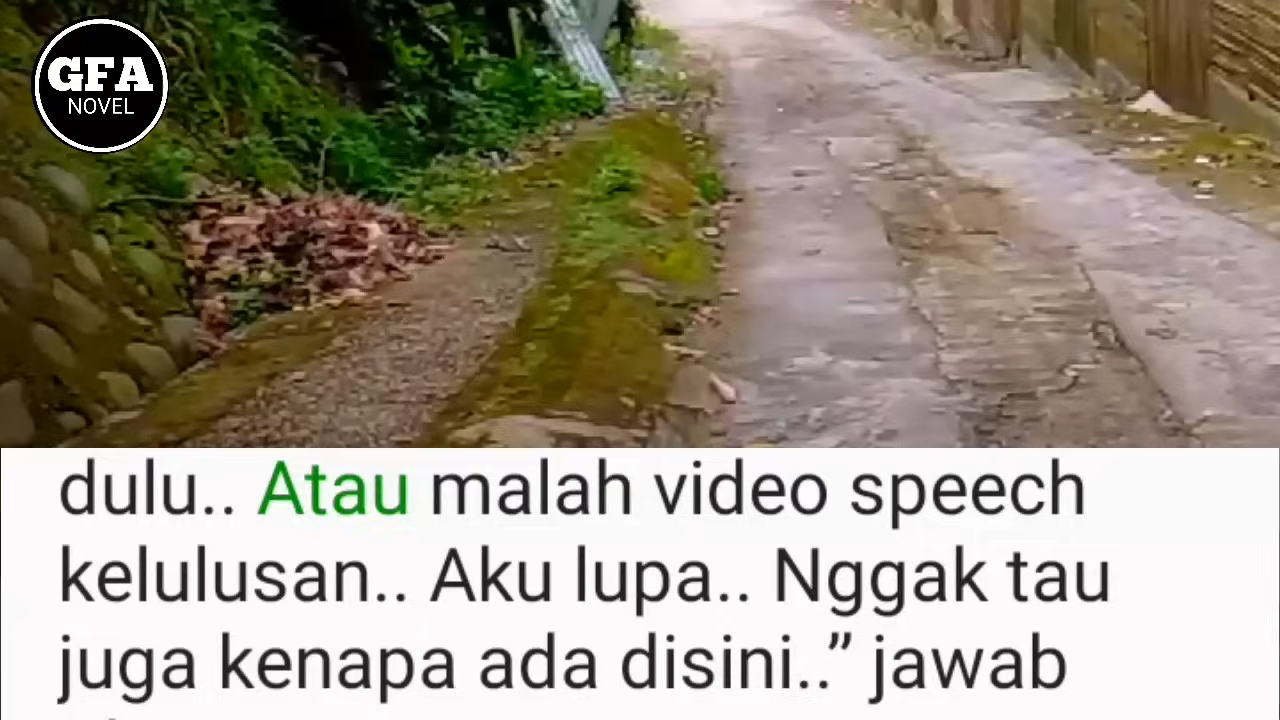 GFA
NOVEL
dulu.. Atau malah video speech
kelulusan.. Aku lupa.. Nggak tau
juga kenapa ada disini..” jawab